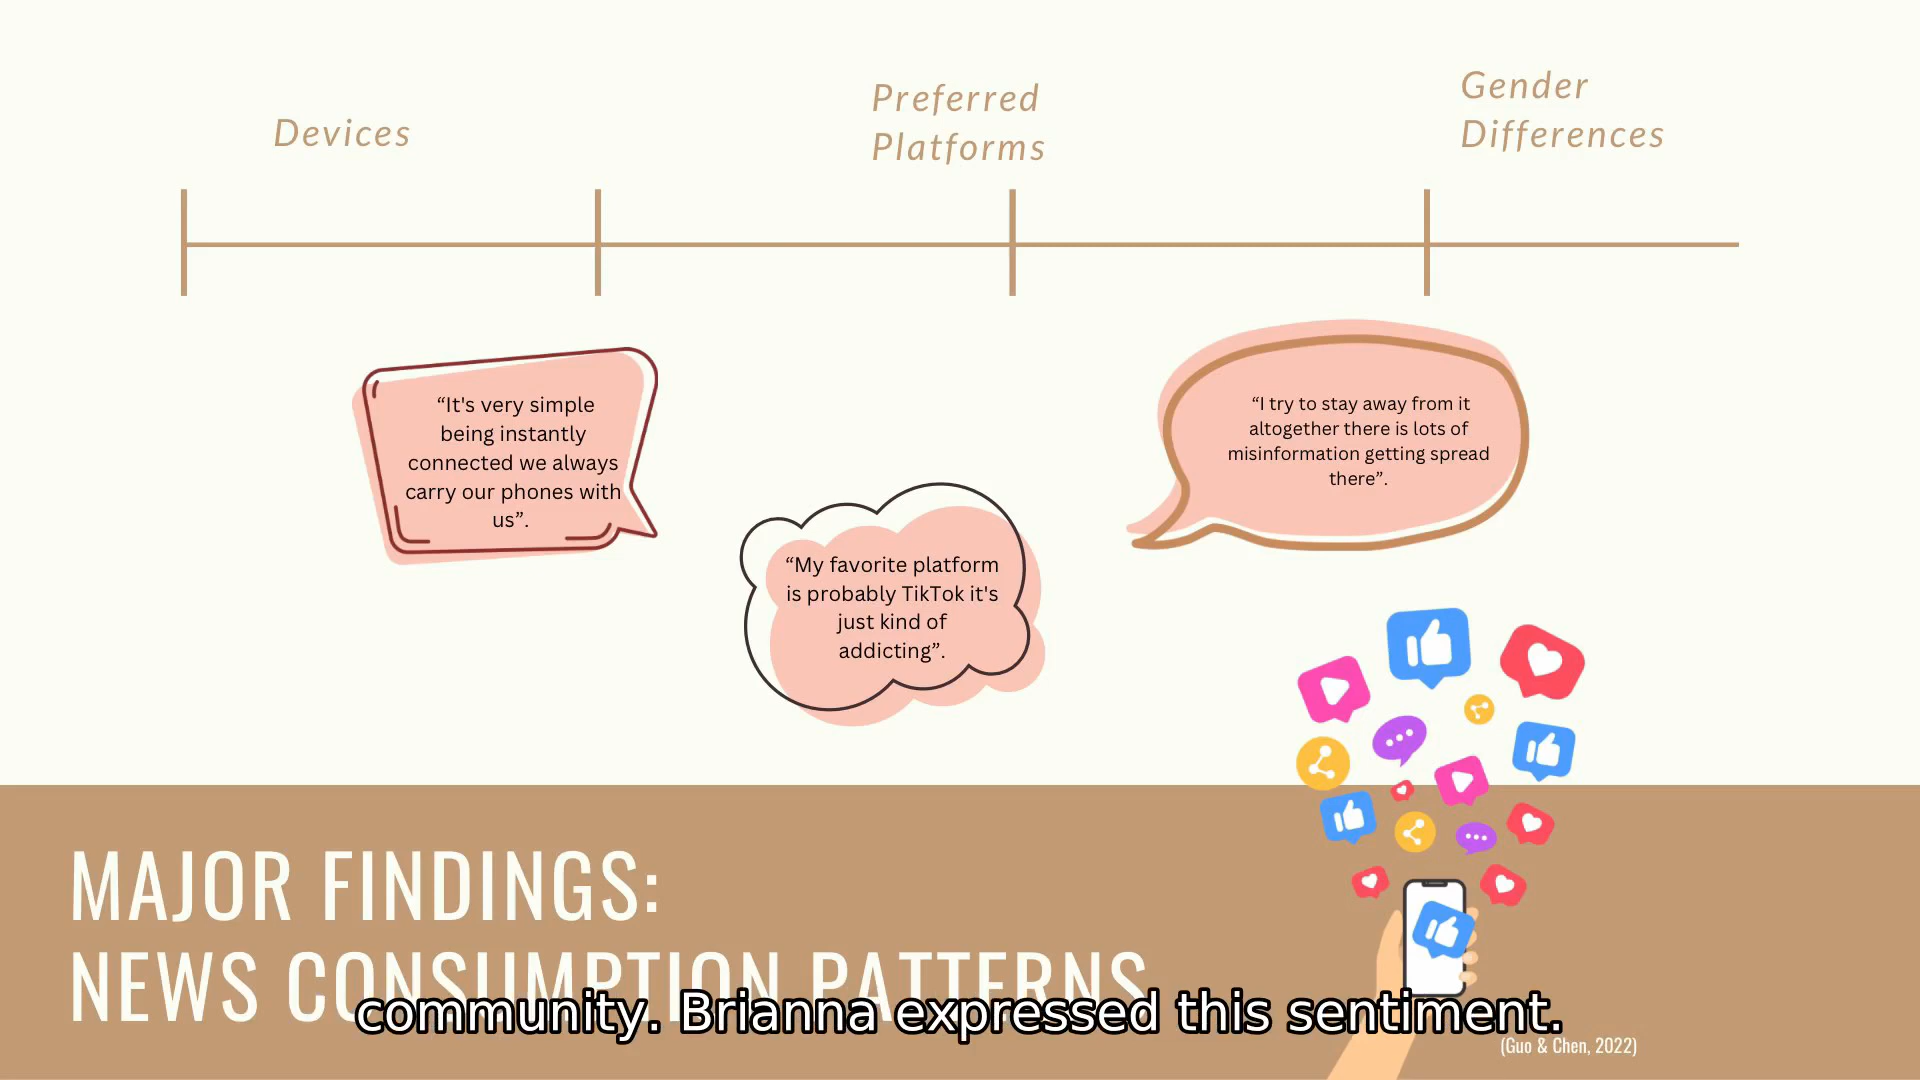 Devices
Preferred
Platforms
Gender
Differences
“It's very simple
being instantly
connected we always
carry our phones with
us”.
“My favorite platform
is probably TikTok it's
just kind of
addicting”.
“I try to stay away from it
altogether there is lots of
misinformation getting spread
there”.
MAJOR FINDINGS:
NEWS CONSUMPTION PATTERNS
community. Brianna expressed this sentiment.
(Guo & Chen, 2022)